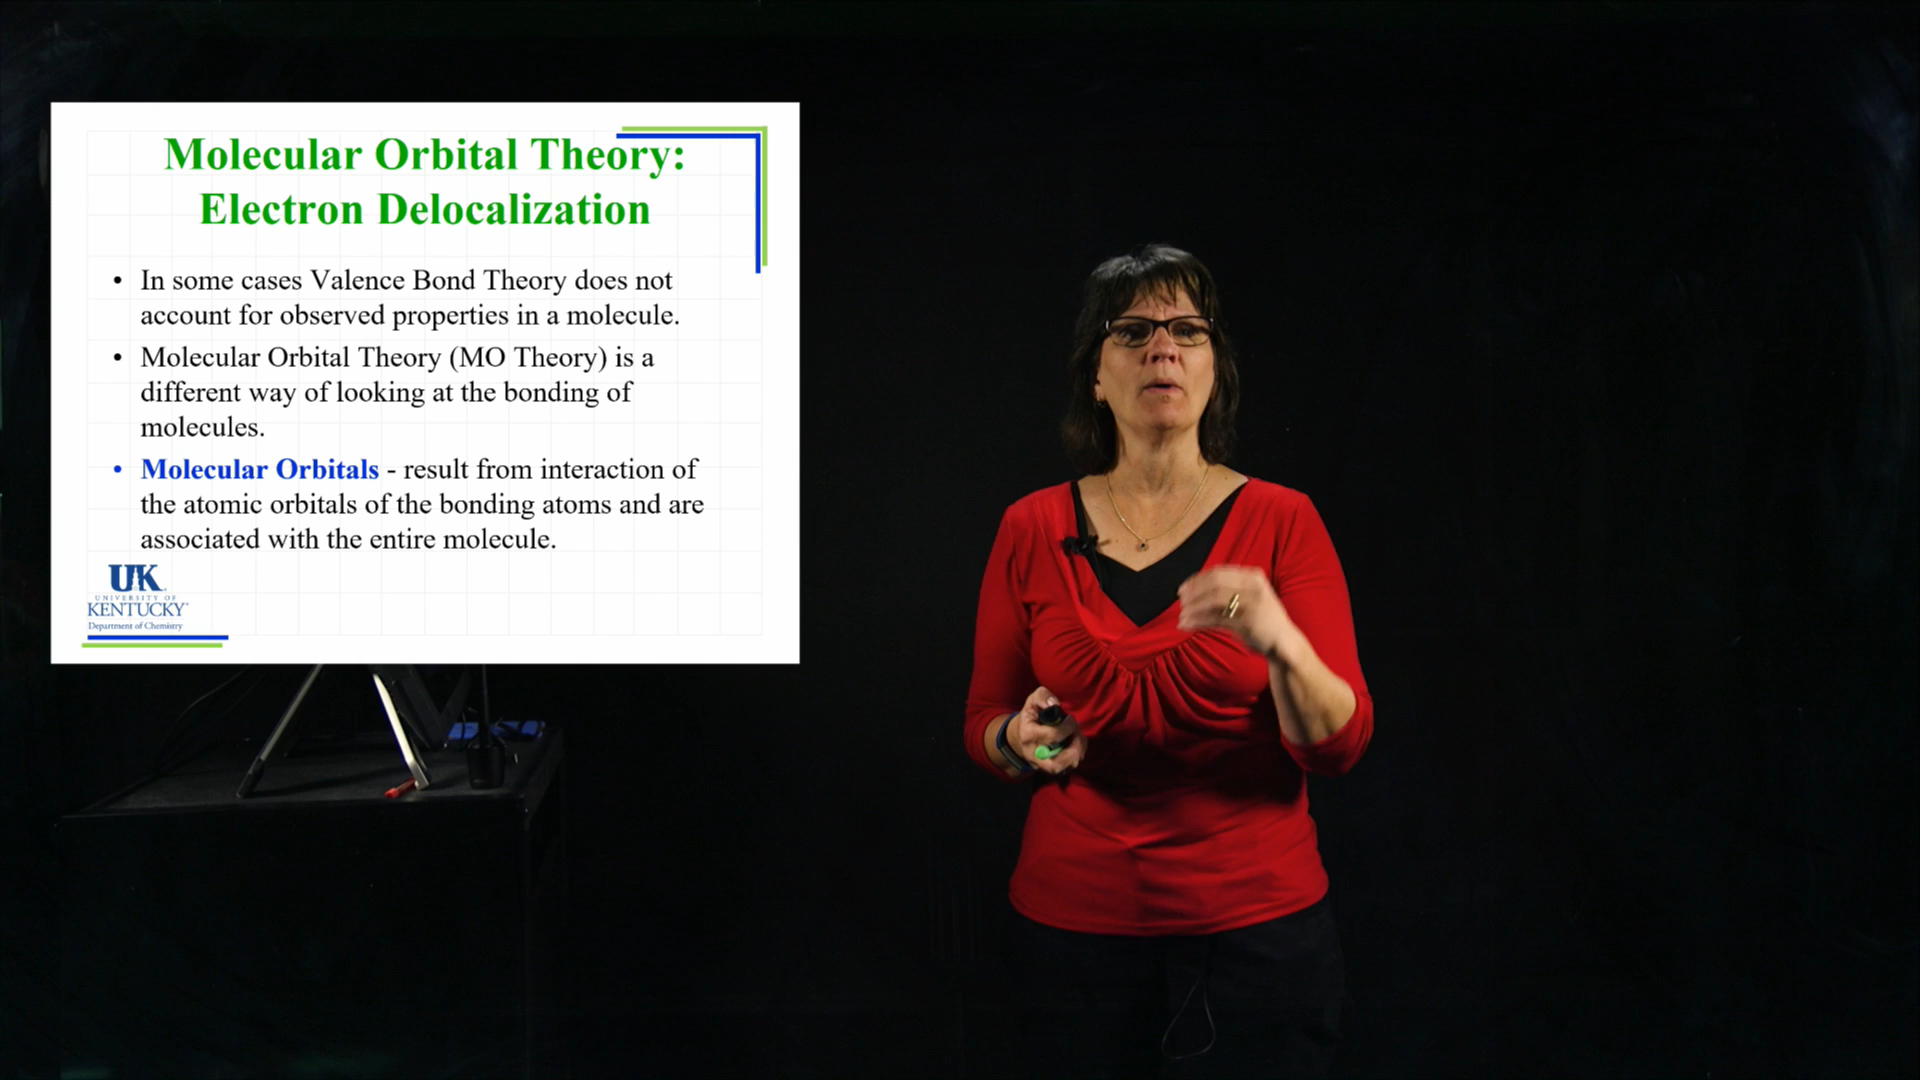 Molecular Orbital Theory:
Electron Delocalization
• In some cases Valence Bond Theory does not
account for observed properties in a molecule.
• Molecular Orbital Theory (MO Theory) is a
different way of looking at the bonding of
molecules.
• Molecular Orbitals - result from interaction of
the atomic orbitals of the bonding atoms and are
associated with the entire molecule.
UK
UNIVERSITY OF
KENTUCKY
Department of Chemistry